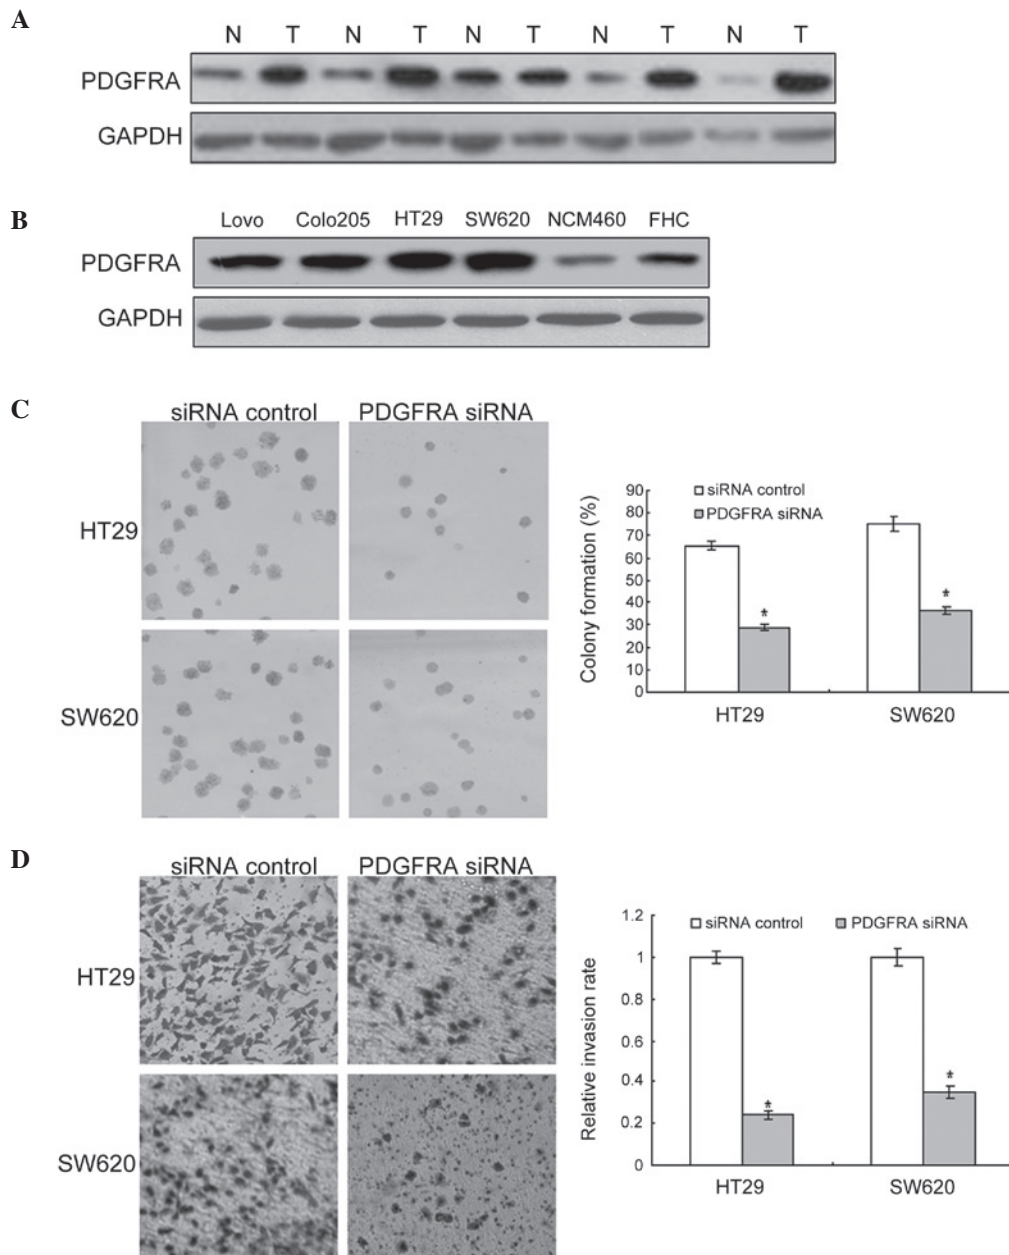 A
N T N T N T N T N T
PDGFRA
GAPDH
B
Lovo Colo205 HT29 SW620 NCM460 FHC
PDGFRA
GAPDH
C
siRNA control PDGFRA siRNA
HT29
SW620
Colony formation (%)
90
80
70
60
50
40
30
20
10
0
siRNA control
PDGFRA siRNA
*
*
HT29 SW620
D
siRNA control PDGFRA siRNA
HT29
SW620
Relative invasion rate
1.2
1
0.8
0.6
0.4
0.2
0
siRNA control PDGFRA siRNA
*
*
HT29 SW620